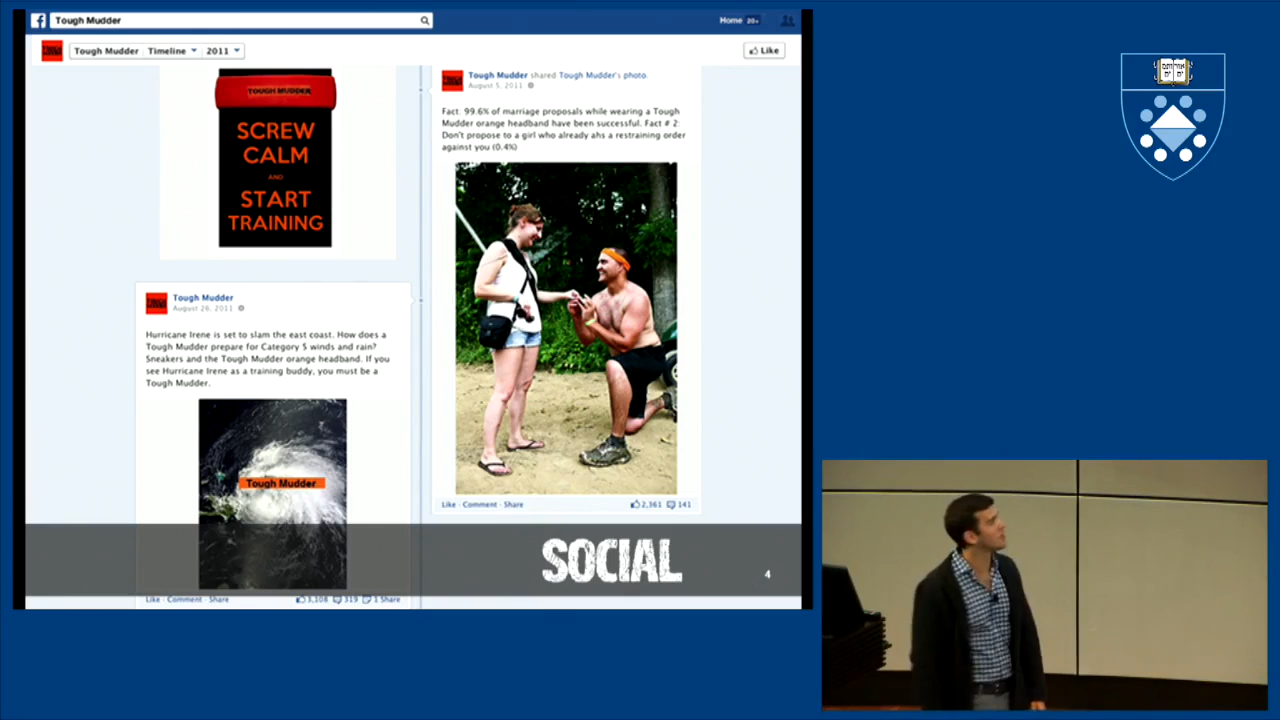 Tough Mudder
Home 20+
Tough Mudder Timeline 2011
Like
TOUGH MUDDER
SCREW
CALM
AND
START
TRAINING
Tough Mudder
August 26, 2011
Hurricane Irene is set to slam the east coast. How does a
Tough Mudder prepare for Category 5 winds and rain?
Sneakers and the Tough Mudder orange headband. If you
see Hurricane Irene as a training buddy, you must be a
Tough Mudder.
Tough Mudder
Like · Comment · Share 3,108 319 1 Share
Tough Mudder shared Tough Mudder's photo.
August 5, 2011
Fact: 99.6% of marriage proposals while wearing a Tough
Mudder orange headband have been successful. Fact # 2:
Don't propose to a girl who already ahs a restraining order
against you (0.4%)
Like · Comment · Share 2,361 141
SOCIAL
4